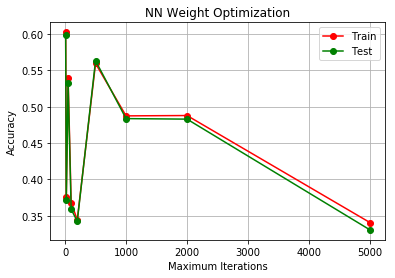 NN Weight Optimization
Train
Test
Accuracy
0.60
0.55
0.50
0.45
0.40
0.35
0 1000 2000 3000 4000 5000
Maximum Iterations